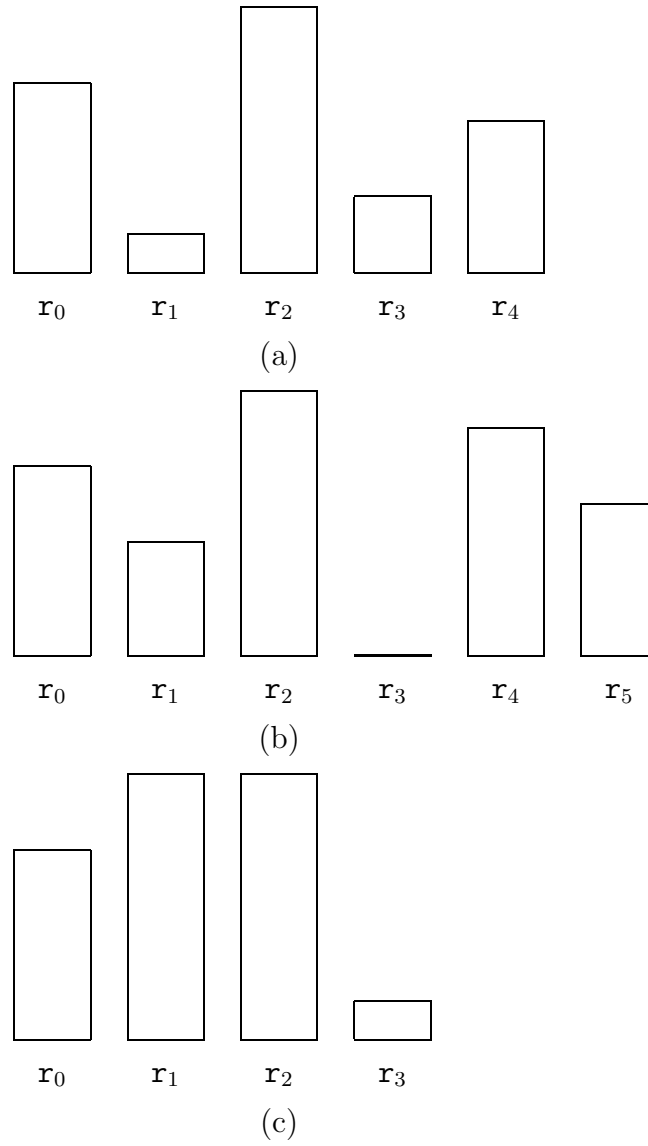 r₀ r₁ r₂ r₃ r₄
(a)
r₀ r₁ r₂ r₃ r₄ r₅
(b)
r₀ r₁ r₂ r₃
(c)